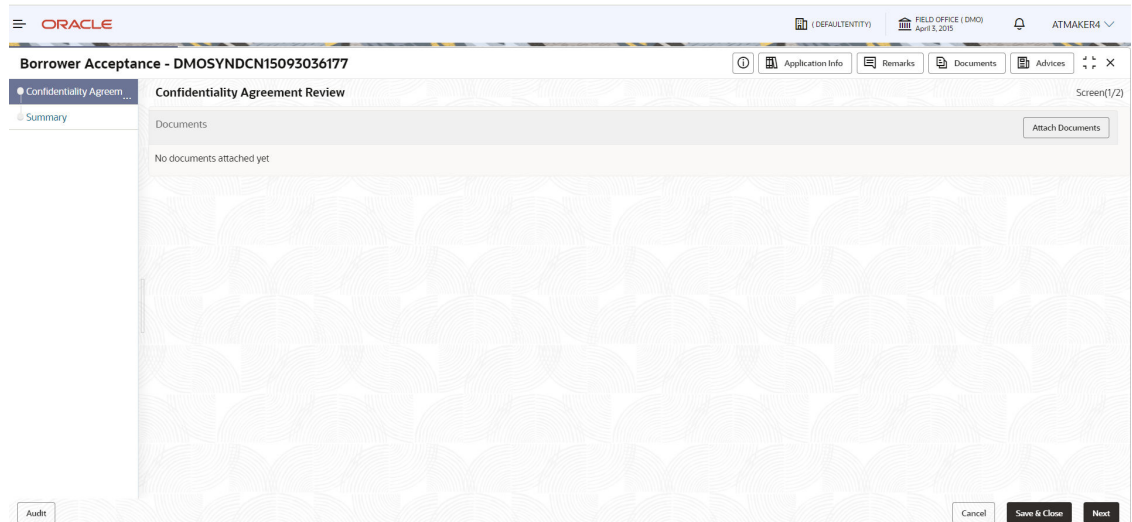 ORACLE
( DEFAULTENTITY)
FIELD OFFICE ( DMO)
April 3, 2015
ATMAKER4
Borrower Acceptance - DMOSYNDCN15093036177
Application Info
Remarks
Documents
Advices
Confidentiality Agreem...
Confidentiality Agreement Review
Screen(1/2)
Summary
Documents
Attach Documents
No documents attached yet
Audit
Cancel
Save & Close
Next